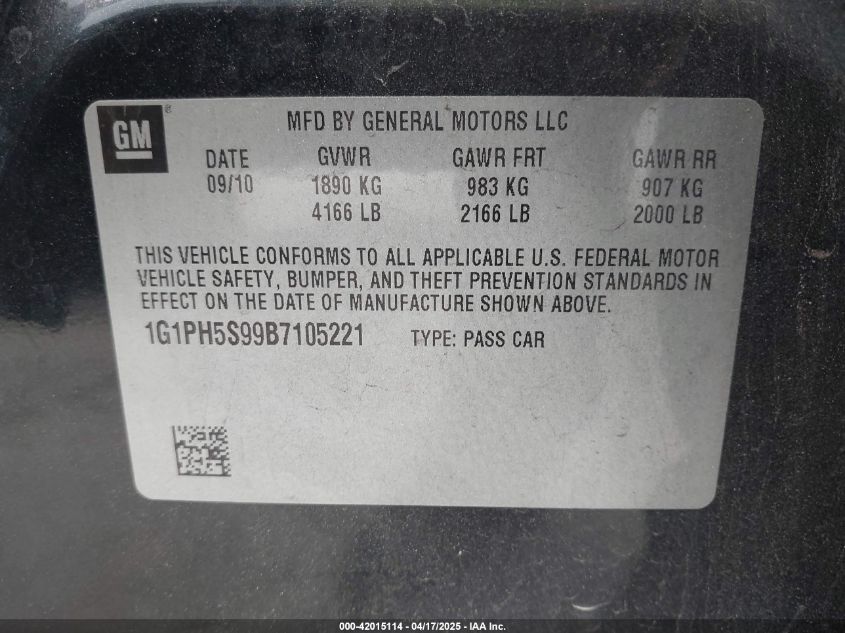 GM®
MFD BY GENERAL MOTORS LLC
DATE GVWR GAWR FRT GAWR RR
09/10 1890 KG 983 KG 907 KG
4166 LB 2166 LB 2000 LB
THIS VEHICLE CONFORMS TO ALL APPLICABLE U.S. FEDERAL MOTOR
VEHICLE SAFETY, BUMPER, AND THEFT PREVENTION STANDARDS IN
EFFECT ON THE DATE OF MANUFACTURE SHOWN ABOVE.
1G1PH5S99B7105221 TYPE: PASS CAR
000-42015114 - 04/17/2025 - IAA Inc.